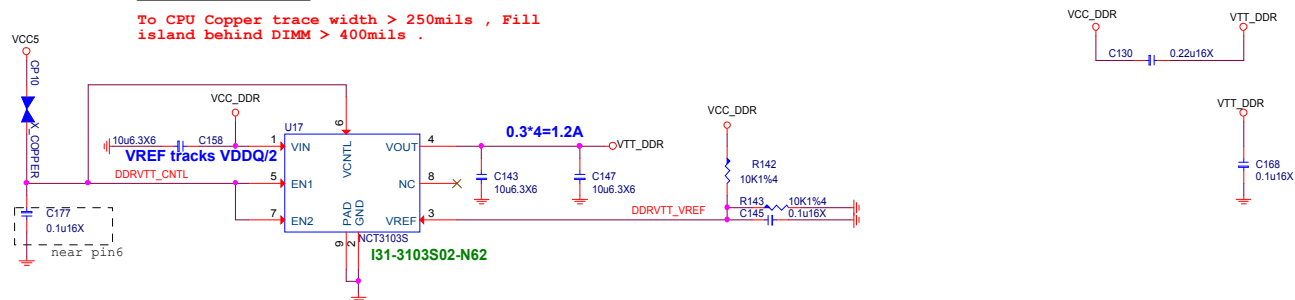 To CPU Copper trace width > 250mils , Fill
island behind DIMM > 400mils .
VCC5
CP10
X_COPPER
VCC_DDR
10u6.3X6
C158
VREF tracks VDDQ/2
DDRVTT_CNTL
C177
0.1u16X
near pin6
U17
1
VIN
5
EN1
7
EN2
6
VCNTL
VOUT
4
NC
8
VREF
3
PAD
GND
9
2
NCT3103S
I31-3103S02-N62
0.3*4=1.2A
VTT_DDR
C143
10u6.3X6
C147
10u6.3X6
DDRVTT_VREF
VCC_DDR
R142
10K1%4
R143
10K1%4
C145
0.1u16X
VCC_DDR
VTT_DDR
C130
0.22u16X
VTT_DDR
C168
0.1u16X